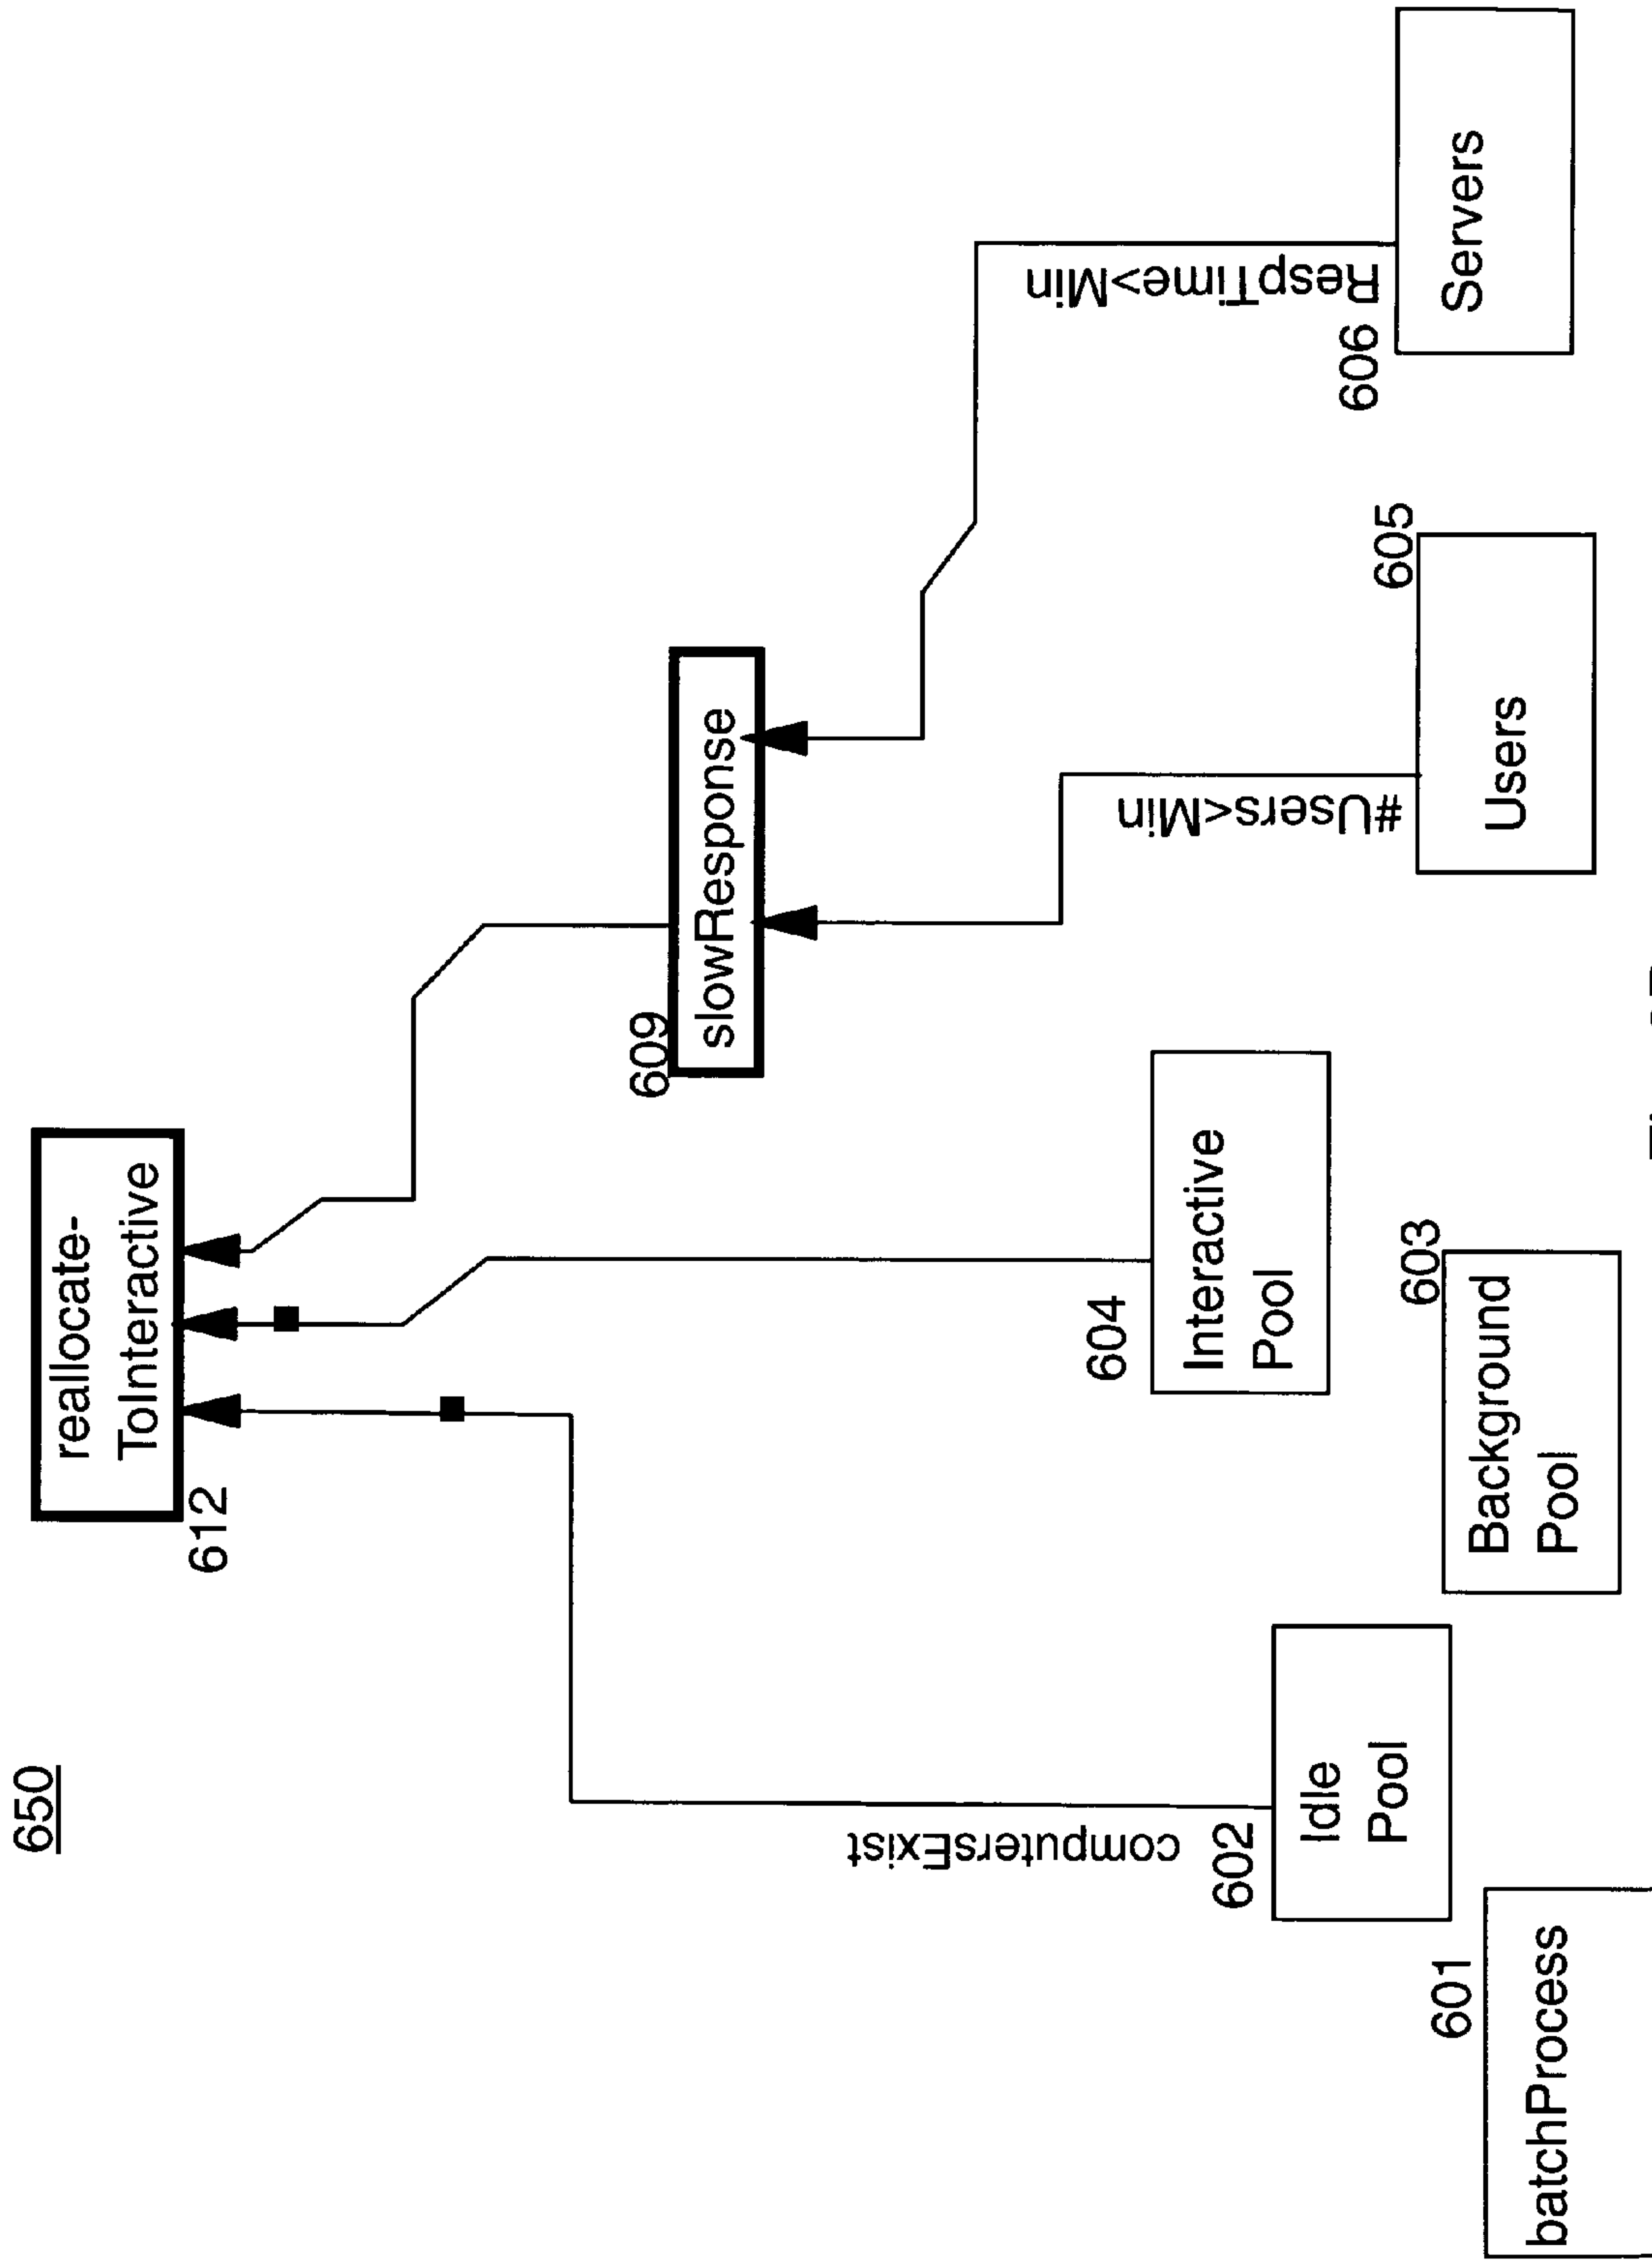 650
reallocate-
ToInteractive
612
609
slowResponse
computersExist
602
Idle
Pool
604
Interactive
Pool
#Users<Min
605
Users
RespTime>Min
606
Servers
603
Background
Pool
601
batchProcess